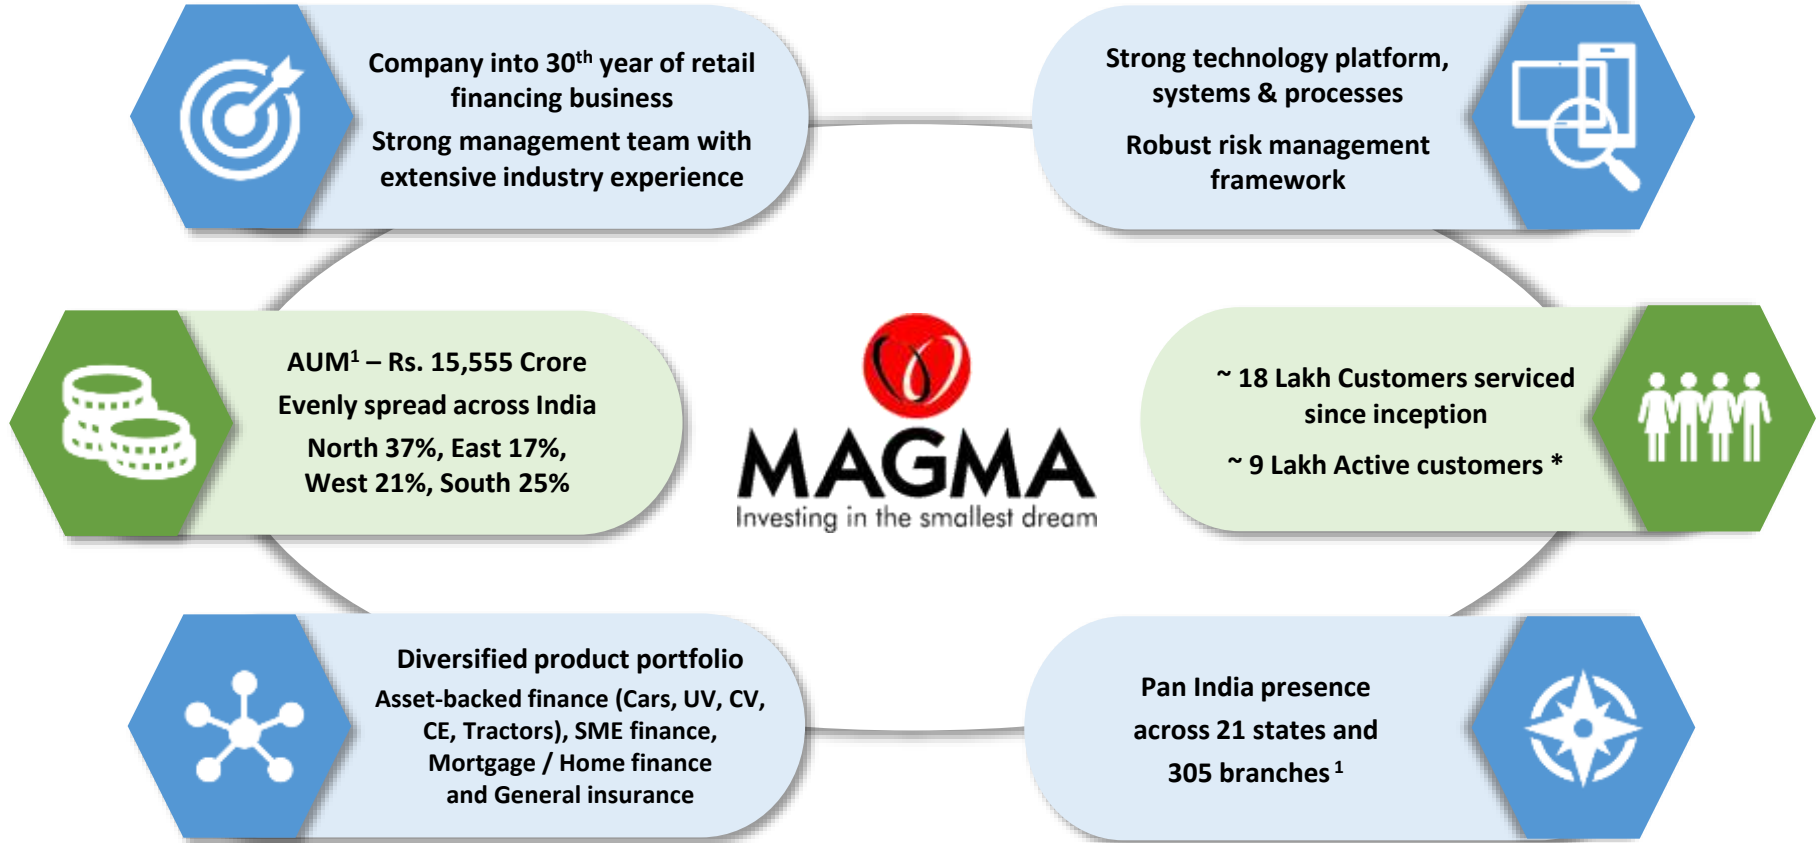 Company into 30th year of retail
financing business
Strong management team with
extensive industry experience
Strong technology platform,
systems & processes
Robust risk management
framework
AUM1 – Rs. 15,555 Crore
Evenly spread across India
North 37%, East 17%,
West 21%, South 25%
MAGMA
Investing in the smallest dream
~ 18 Lakh Customers serviced
since inception
~ 9 Lakh Active customers *
Diversified product portfolio
Asset-backed finance (Cars, UV, CV,
CE, Tractors), SME finance,
Mortgage / Home finance
and General insurance
Pan India presence
across 21 states and
305 branches 1